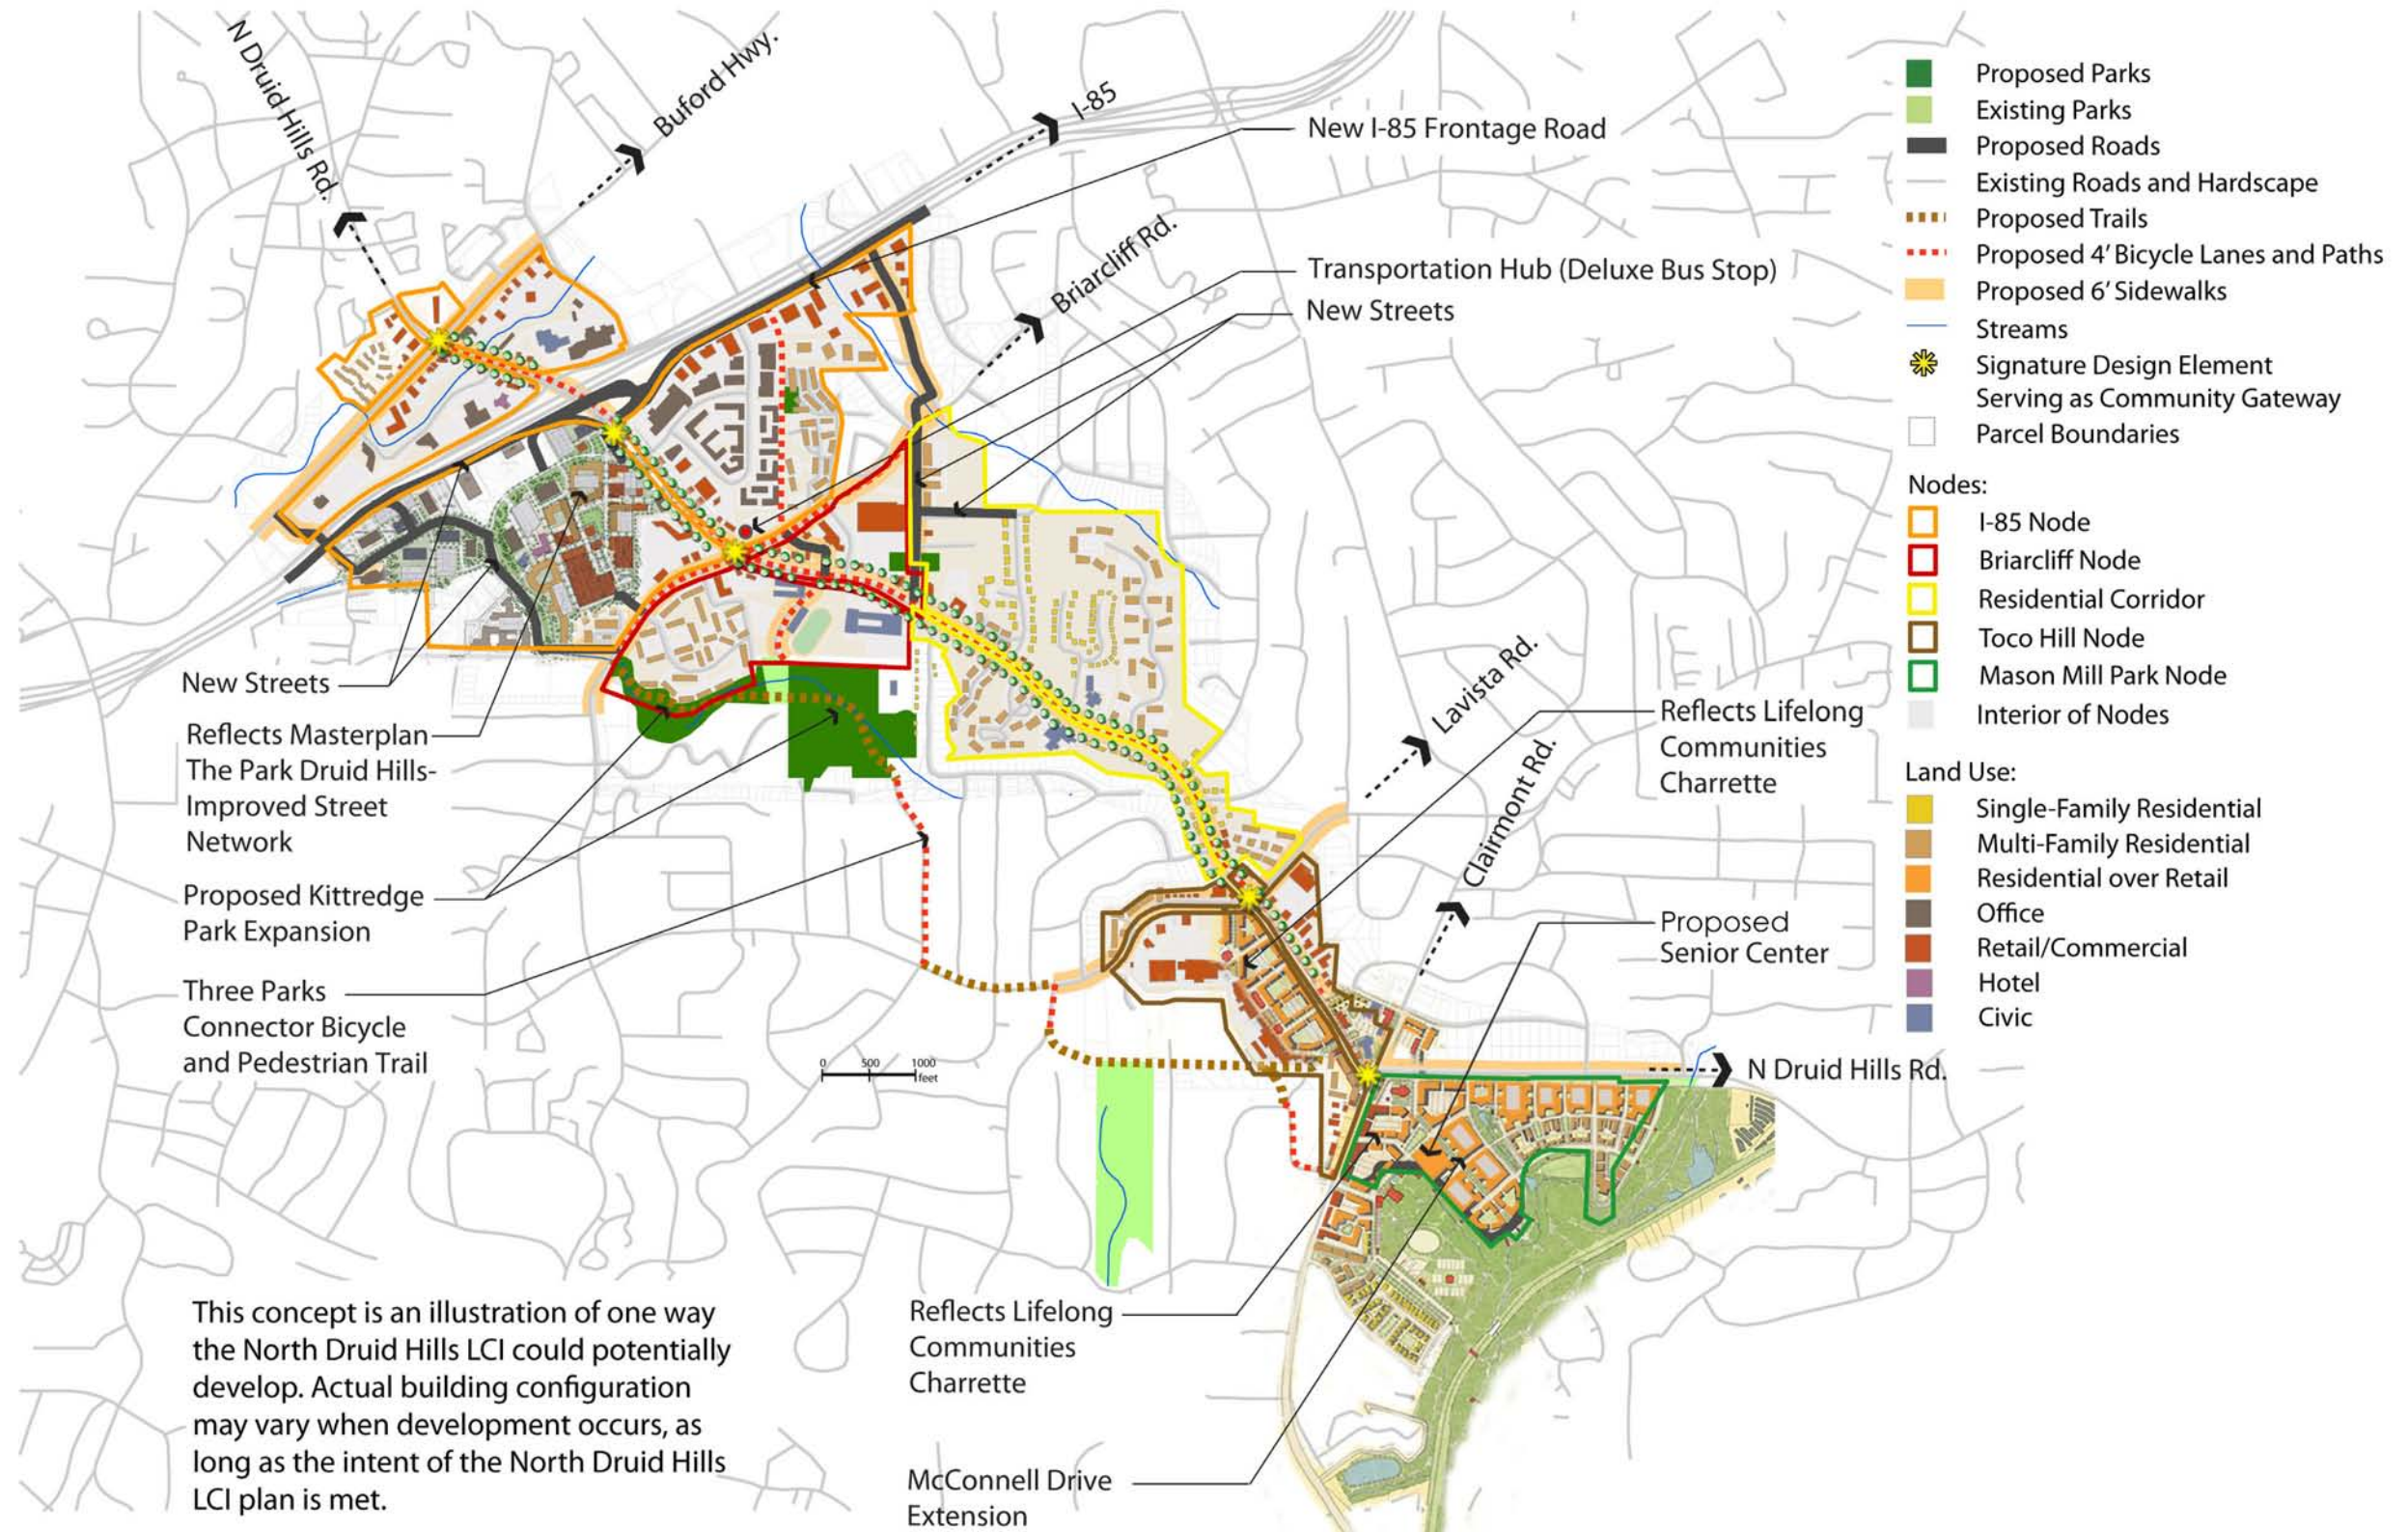 N Druid Hills Rd.
Buford Hwy.
I-85
Briarcliff Rd.
New I-85 Frontage Road
Transportation Hub (Deluxe Bus Stop)
New Streets
Proposed Parks
Existing Parks
Proposed Roads
Existing Roads and Hardscape
Proposed Trails
Proposed 4' Bicycle Lanes and Paths
Proposed 6' Sidewalks
Streams
Signature Design Element
Serving as Community Gateway
Parcel Boundaries
Nodes:
I-85 Node
Briarcliff Node
Residential Corridor
Toco Hill Node
Mason Mill Park Node
Interior of Nodes
Land Use:
Single-Family Residential
Multi-Family Residential
Residential over Retail
Office
Retail/Commercial
Hotel
Civic
New Streets
Reflects Masterplan
The Park Druid Hills-
Improved Street
Network
Proposed Kittredge
Park Expansion
Three Parks
Connector Bicycle
and Pedestrian Trail
Lavista Rd.
Clairmont Rd.
Reflects Lifelong
Communities
Charrette
Proposed
Senior Center
N Druid Hills Rd.
0 500 1000
feet
Reflects Lifelong
Communities
Charrette
McConnell Drive
Extension
This concept is an illustration of one way
the North Druid Hills LCI could potentially
develop. Actual building configuration
may vary when development occurs, as
long as the intent of the North Druid Hills
LCI plan is met.